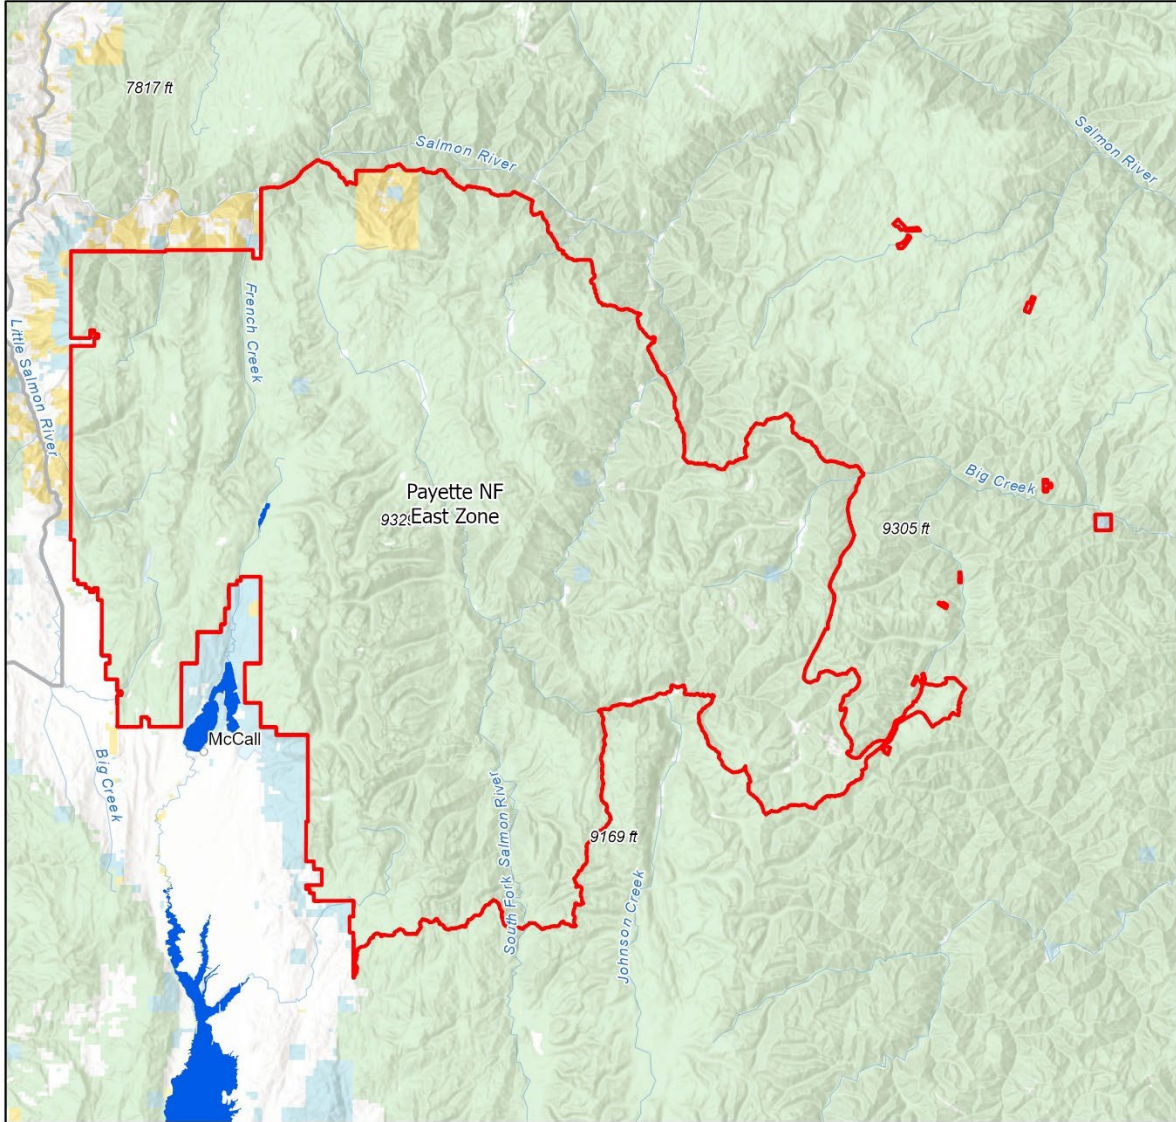 7817 ft
Salmon River
Salmon River
French Creek
Little Salmon River
Big Creek
Payette NF
East Zone
9329
9305 ft
McCall
Big Creek
South Fork Salmon River
9169 ft
Johnson Creek